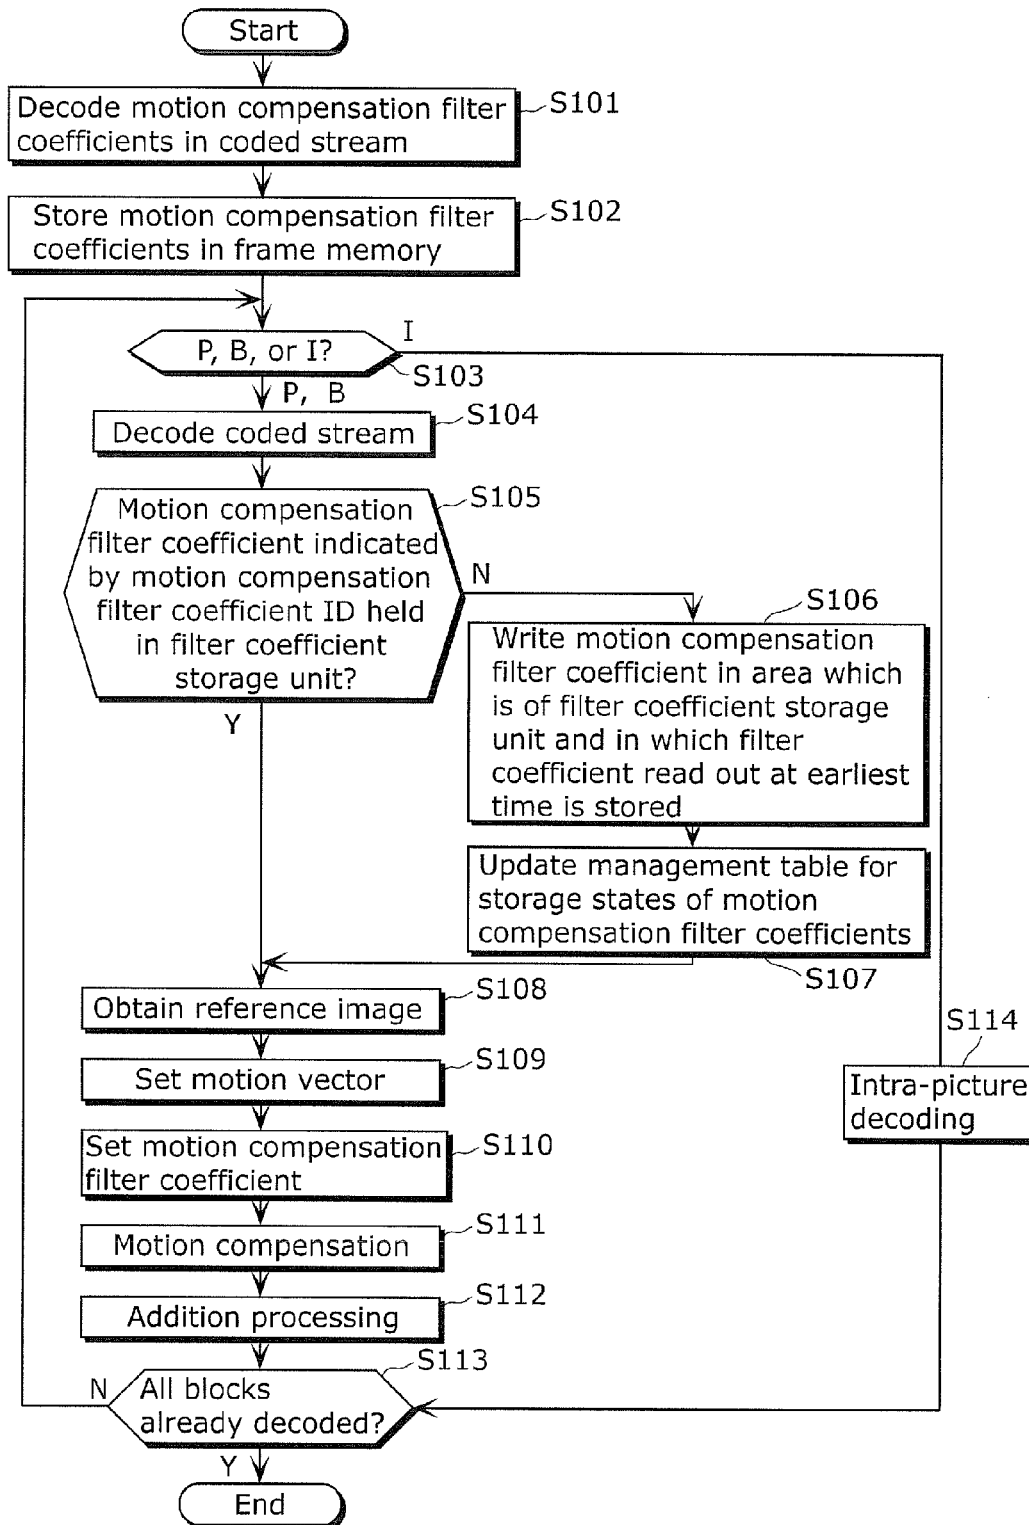 Start
Decode motion compensation filter
coefficients in coded stream
S101
Store motion compensation filter
coefficients in frame memory
S102
P, B, or I?
I
S103
P, B
Decode coded stream
S104
Motion compensation
filter coefficient indicated
by motion compensation
filter coefficient ID held
in filter coefficient
storage unit?
S105
N
Y
S106
Write motion compensation
filter coefficient in area which
is of filter coefficient storage
unit and in which filter
coefficient read out at earliest
time is stored
Update management table for
storage states of motion
compensation filter coefficients
S107
Obtain reference image
S108
Set motion vector
S109
S114
Intra-picture
decoding
Set motion compensation
filter coefficient
S110
Motion compensation
S111
Addition processing
S112
All blocks
already decoded?
S113
N
Y
End